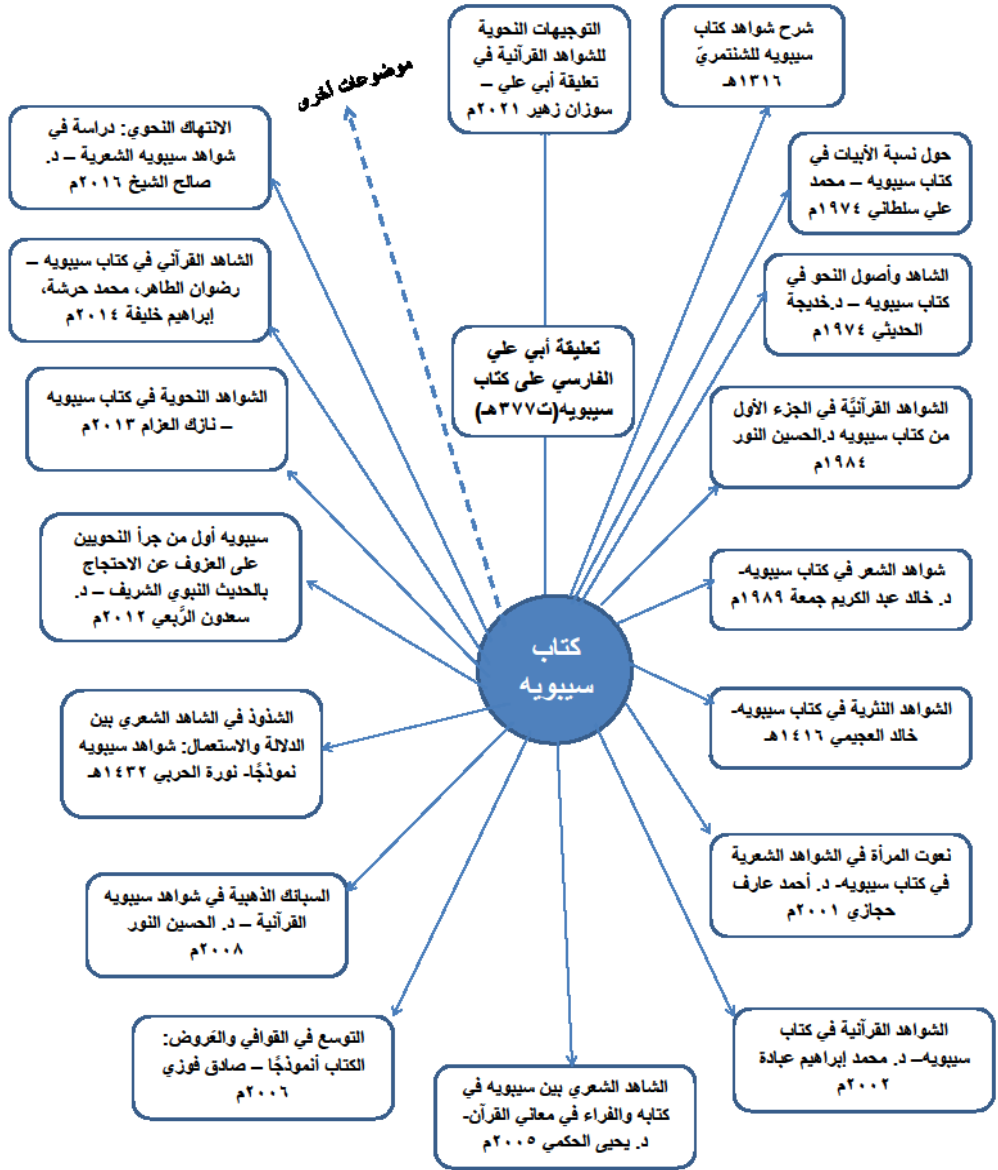 شرح شواهد كتاب
سيبويه للشنتمريّ
١٣١٦هـ
حول نسبة الأبيات في
كتاب سيبويه – محمد
علي سلطاني ١٩٧٤م
الشاهد وأصول النحو في
كتاب سيبويه – د.خديجة
الحديثي ١٩٧٤م
الشواهد القرآنيَّة في الجزء الأول
من كتاب سيبويه د.الحسين النور
١٩٨٤م
شواهد الشعر في كتاب سيبويه-
د. خالد عبد الكريم جمعة ١٩٨٩م
الشواهد النثرية في كتاب سيبويه-
خالد العجيمي ١٤١٦هـ
نعوت المرأة في الشواهد الشعرية
في كتاب سيبويه- د. أحمد عارف
حجازي ٢٠٠١م
الشواهد القرآنية في كتاب
سيبويه– د. محمد إبراهيم عبادة
٢٠٠٢م
الشاهد الشعري بين سيبويه في
كتابه والفراء في معاني القرآن-
د. يحيى الحكمي ٢٠٠٥م
التوسع في القوافي والعَروض:
الكتاب أنموذجًا – صادق فوزي
٢٠٠٦م
السبائك الذهبية في شواهد سيبويه
القرآنية – د. الحسين النور
٢٠٠٨م
الشذوذ في الشاهد الشعري بين
الدلالة والاستعمال: شواهد سيبويه
نموذجًا- نورة الحربي ١٤٣٢هـ
سيبويه أول من جرأ النحويين
على العزوف عن الاحتجاج
بالحديث النبوي الشريف – د.
سعدون الرَّبعي ٢٠١٢م
الشواهد النحوية في كتاب سيبويه
– نازك العزام ٢٠١٣م
الشاهد القرآني في كتاب سيبويه –
رضوان الطاهر، محمد حرشة،
إبراهيم خليفة ٢٠١٤م
الانتهاك النحوي: دراسة في
شواهد سيبويه الشعرية – د.
صالح الشيخ ٢٠١٦م
موضوعات أخرى
التوجيهات النحوية
للشواهد القرآنية في
تعليقة أبي علي –
سوزان زهير ٢٠٢١م
تعليقة أبي علي
الفارسي على كتاب
سيبويه(ت٣٧٧هـ)
كتاب
سيبويه